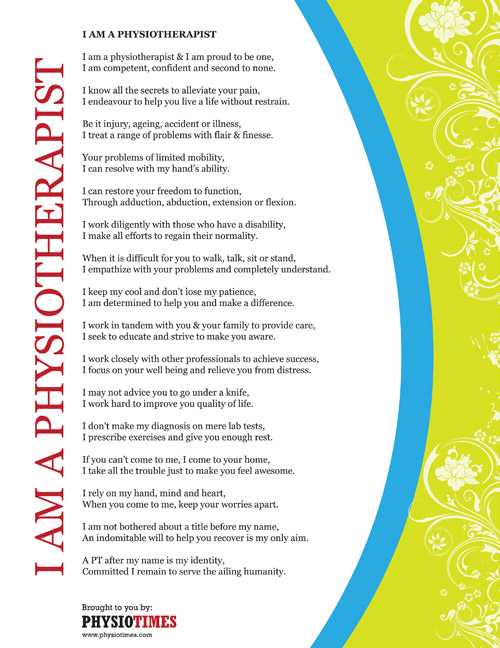 I AM A PHYSIOTHERAPIST
I AM A PHYSIOTHERAPIST
I am a physiotherapist & I am proud to be one,
I am competent, confident and second to none.
I know all the secrets to alleviate your pain,
I endeavour to help you live a life without restrain.
Be it injury, ageing, accident or illness,
I treat a range of problems with flair & finesse.
Your problems of limited mobility,
I can resolve with my hand's ability.
I can restore your freedom to function,
Through adduction, abduction, extension or flexion.
I work diligently with those who have a disability,
I make all efforts to regain their normality.
When it is difficult for you to walk, talk, sit or stand,
I empathize with your problems and completely understand.
I keep my cool and don't lose my patience,
I am determined to help you and make a difference.
I work in tandem with you & your family to provide care,
I seek to educate and strive to make you aware.
I work closely with other professionals to achieve success,
I focus on your well being and relieve you from distress.
I may not advice you to go under a knife,
I work hard to improve you quality of life.
I don't make my diagnosis on mere lab tests,
I prescribe exercises and give you enough rest.
If you can't come to me, I come to your home,
I take all the trouble just to make you feel awesome.
I rely on my hand, mind and heart,
When you come to me, keep your worries apart.
I am not bothered about a title before my name,
An indomitable will to help you recover is my only aim.
A PT after my name is my identity,
Committed I remain to serve the ailing humanity.
Brought to you by:
PHYSIOTIMES
www.physiotimes.com